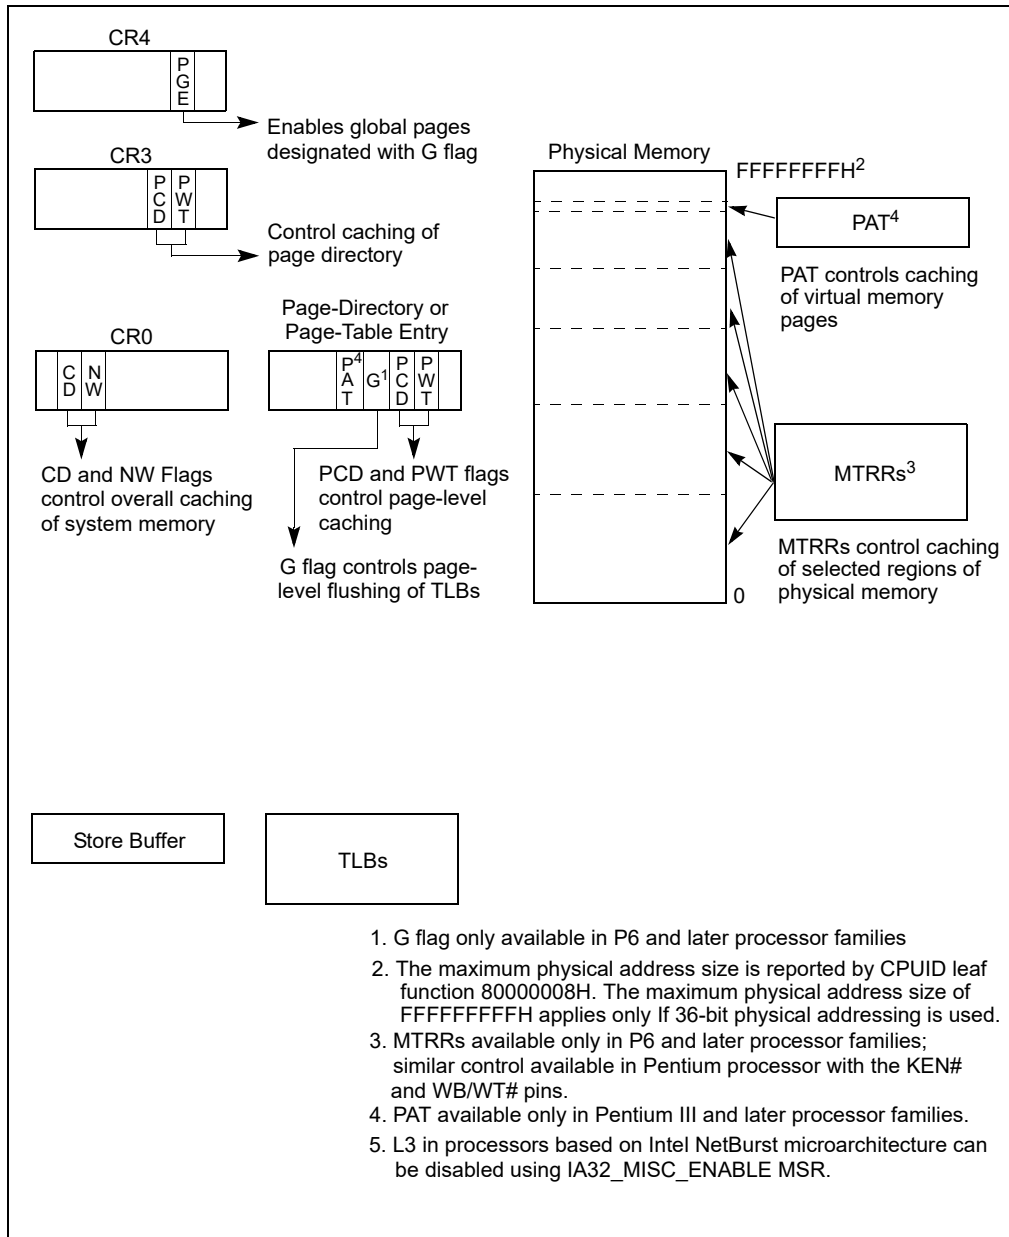 CR4
PGE
Enables global pages
designated with G flag
CR3
PCD PWT
Control caching of
page directory
Physical Memory
FFFFFFFFH2
PAT4
PAT controls caching
of virtual memory
pages
CR0
CD NW
CD and NW Flags
control overall caching
of system memory
Page-Directory or
Page-Table Entry
PAT4 G1 PCD PWT
PCD and PWT flags
control page-level
caching
G flag controls page-
level flushing of TLBs
MTRRs3
MTRRs control caching
of selected regions of
physical memory
0
Store Buffer
TLBs
1. G flag only available in P6 and later processor families
2. The maximum physical address size is reported by CPUID leaf
function 80000008H. The maximum physical address size of
FFFFFFFFFH applies only If 36-bit physical addressing is used.
3. MTRRs available only in P6 and later processor families;
similar control available in Pentium processor with the KEN#
and WB/WT# pins.
4. PAT available only in Pentium III and later processor families.
5. L3 in processors based on Intel NetBurst microarchitecture can
be disabled using IA32_MISC_ENABLE MSR.